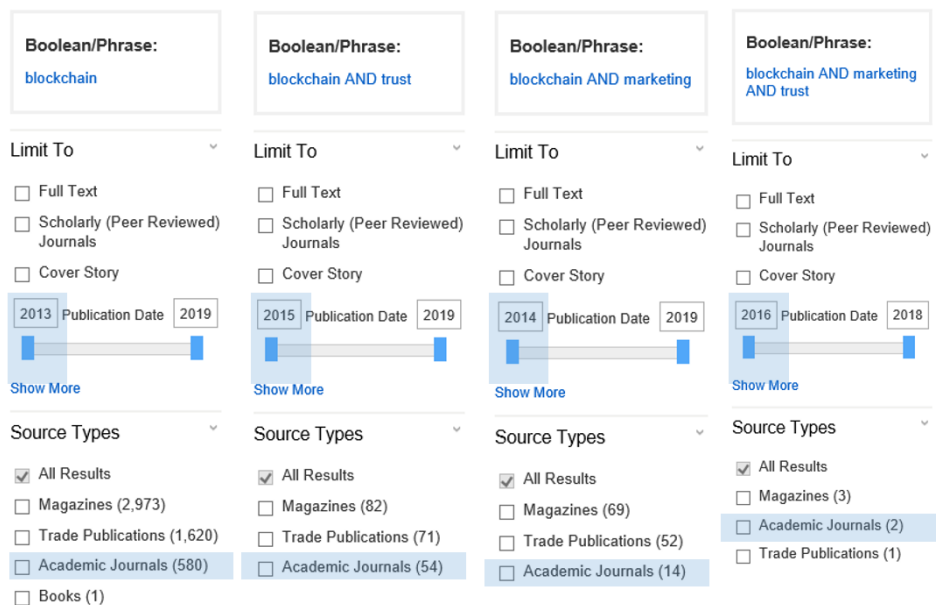 Boolean/Phrase:
blockchain
Limit To
Full Text
Scholarly (Peer Reviewed)
Journals
Cover Story
2013 Publication Date 2019
Show More
Source Types
All Results
Magazines (2,973)
Trade Publications (1,620)
Academic Journals (580)
Books (1)
Boolean/Phrase:
blockchain AND trust
Limit To
Full Text
Scholarly (Peer Reviewed)
Journals
Cover Story
2015 Publication Date 2019
Show More
Source Types
All Results
Magazines (82)
Trade Publications (71)
Academic Journals (54)
Boolean/Phrase:
blockchain AND marketing
Limit To
Full Text
Scholarly (Peer Reviewed)
Journals
Cover Story
2014 Publication Date 2019
Show More
Source Types
All Results
Magazines (69)
Trade Publications (52)
Academic Journals (14)
Boolean/Phrase:
blockchain AND marketing
AND trust
Limit To
Full Text
Scholarly (Peer Reviewed)
Journals
Cover Story
2016 Publication Date 2018
Show More
Source Types
All Results
Magazines (3)
Academic Journals (2)
Trade Publications (1)